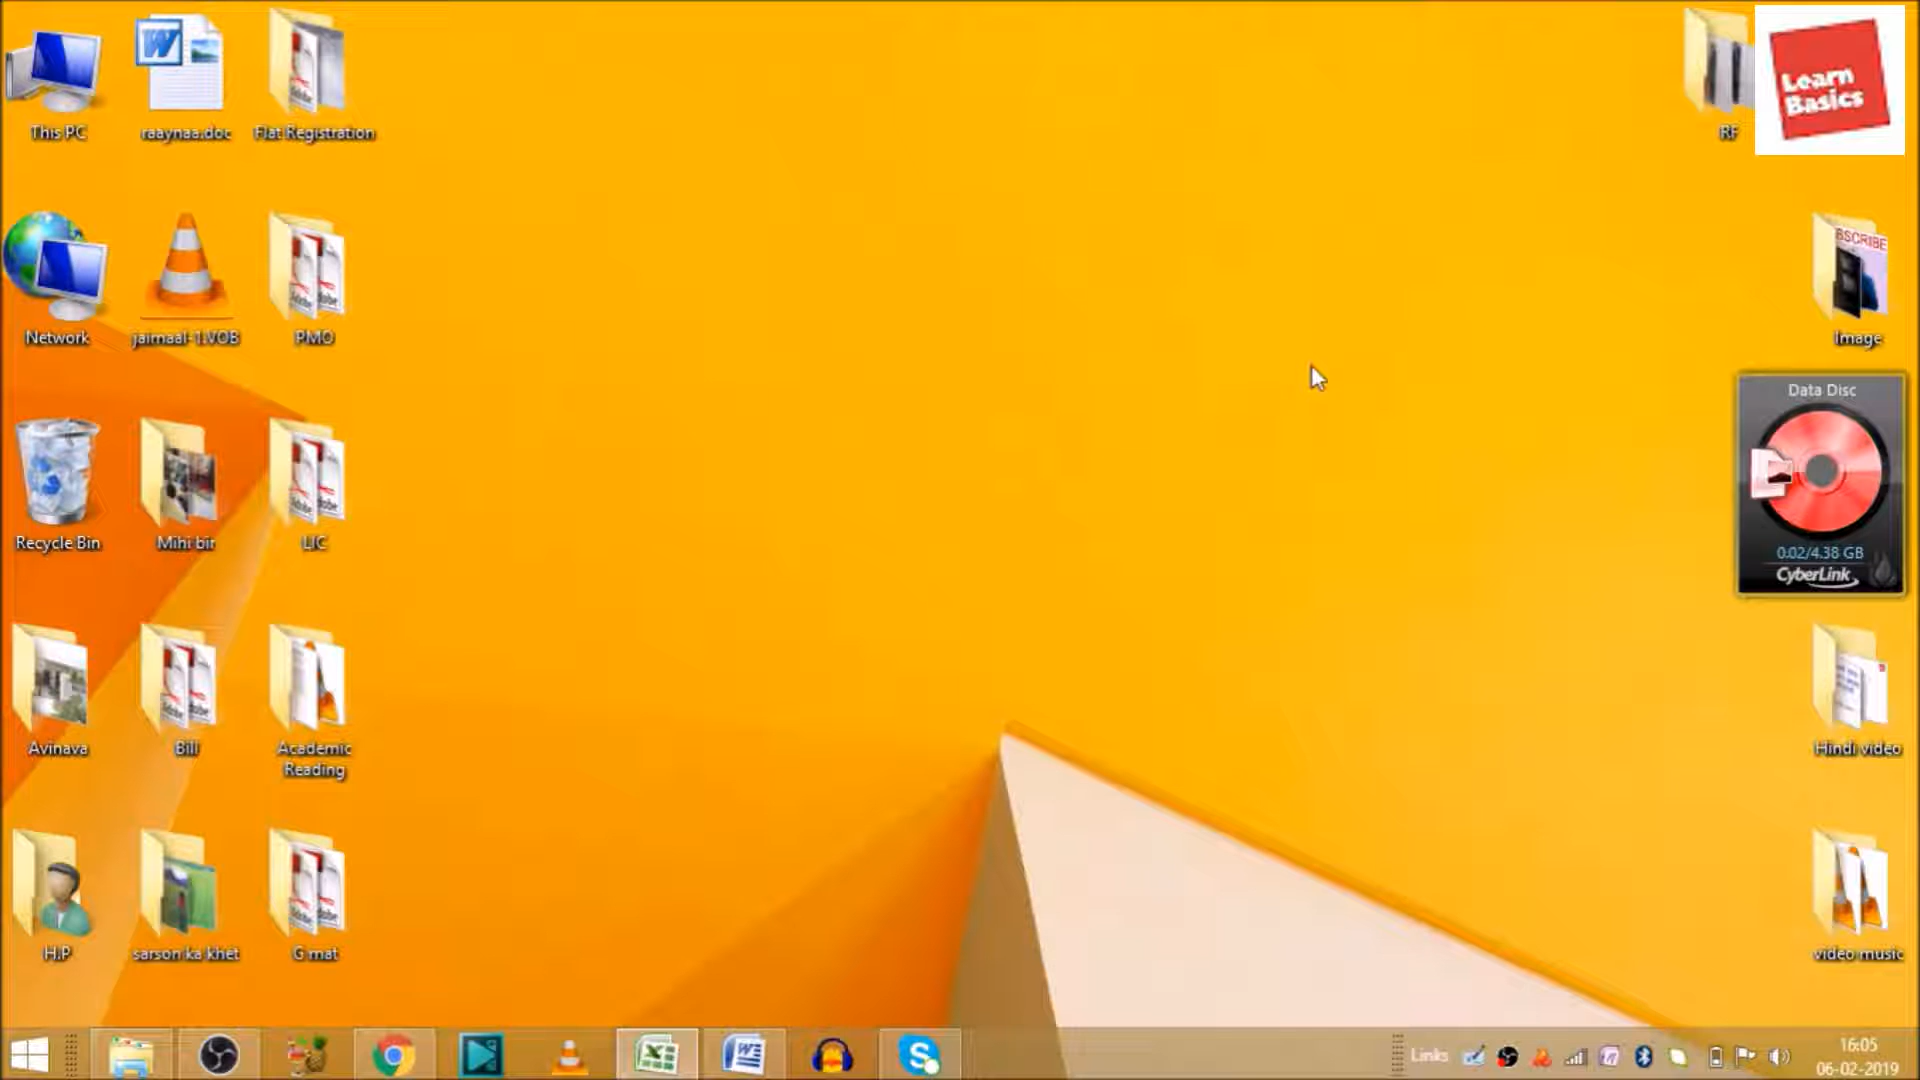 This PC
raaynaa.doc
Flat Registration
RF
Learn
Basics
Network
jaimaal-1.VOB
PMO
BSCRIBE
Image
Data Disc
0.02/4.38 GB
CyberLink
Recycle Bin
Mihi bir
LIC
Avinava
Bill
Academic
Reading
Hindi video
H.P
sarson ka khet
G mat
video music
Links
16:05
06-02-2019